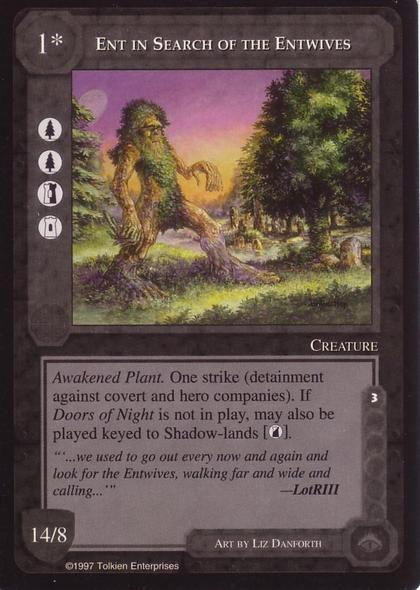 1*
ENT IN SEARCH OF THE ENTWIVES
CREATURE
Awakened Plant. One strike (detainment
against covert and hero companies). If
Doors of Night is not in play, may also be
played keyed to Shadow-lands [ ].
"'...we used to go out every now and again and
look for the Entwives, walking far and wide and
calling...'"
—LotRIII
3
14/8
ART BY LIZ DANFORTH
©1997 Tolkien Enterprises